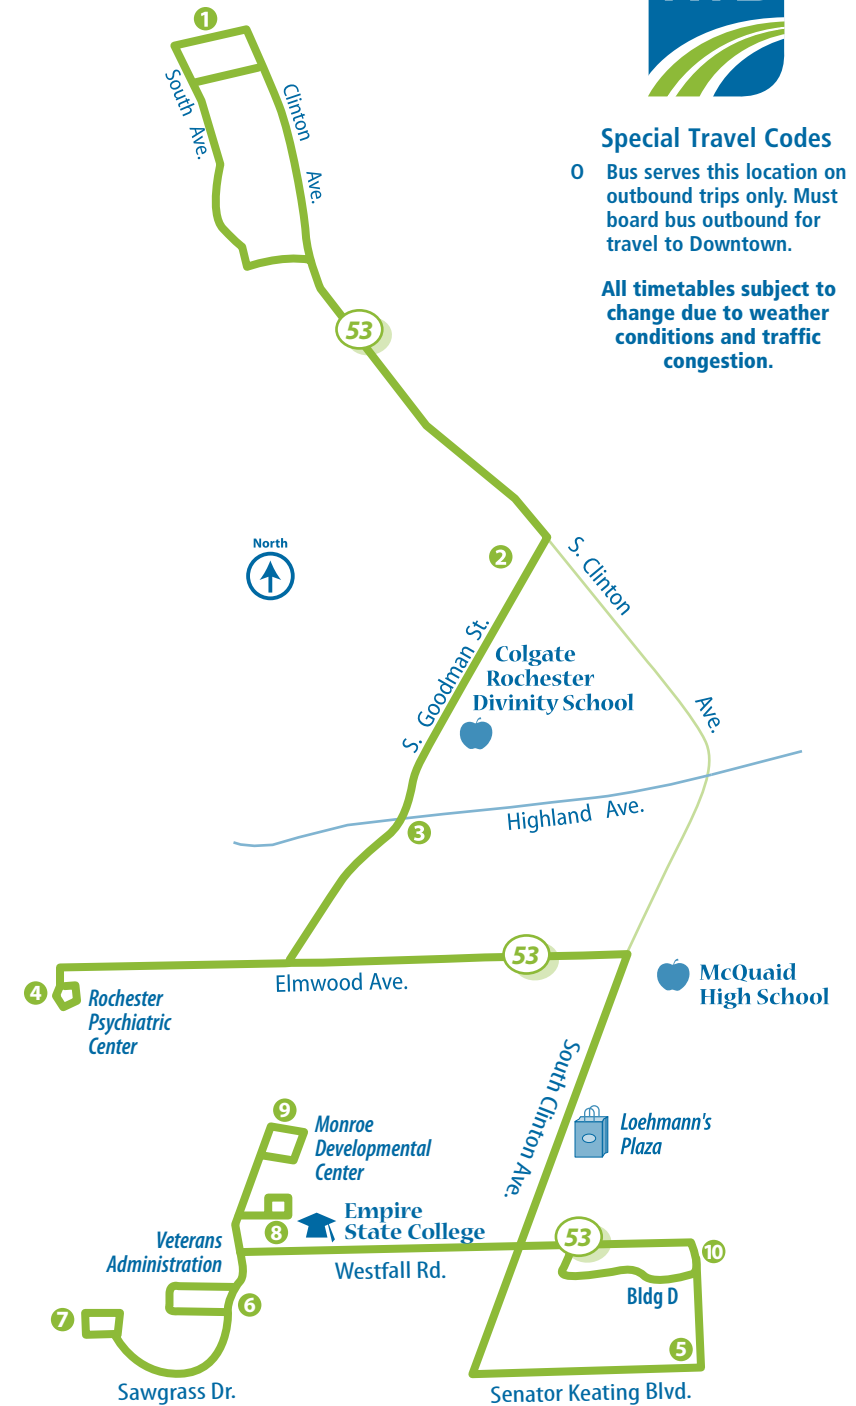 1
South Ave.
Clinton Ave.
Special Travel Codes
O Bus serves this location on
outbound trips only. Must
board bus outbound for
travel to Downtown.
All timetables subject to
change due to weather
conditions and traffic
congestion.
53
North
2
S. Clinton Ave.
S. Goodman St.
Colgate
Rochester
Divinity School
Highland Ave.
3
53
Elmwood Ave.
4
Rochester
Psychiatric
Center
McQuaid
High School
South Clinton Ave.
Loehmann's
Plaza
9
Monroe
Developmental
Center
8
Empire
State College
Veterans
Administration
53
10
Westfall Rd.
Bldg D
6
7
5
Sawgrass Dr.
Senator Keating Blvd.